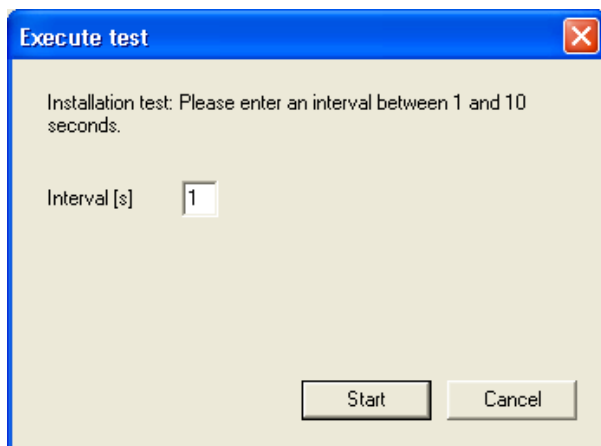 Execute test
Installation test: Please enter an interval between 1 and 10
seconds.
Interval [s] 1
Start Cancel